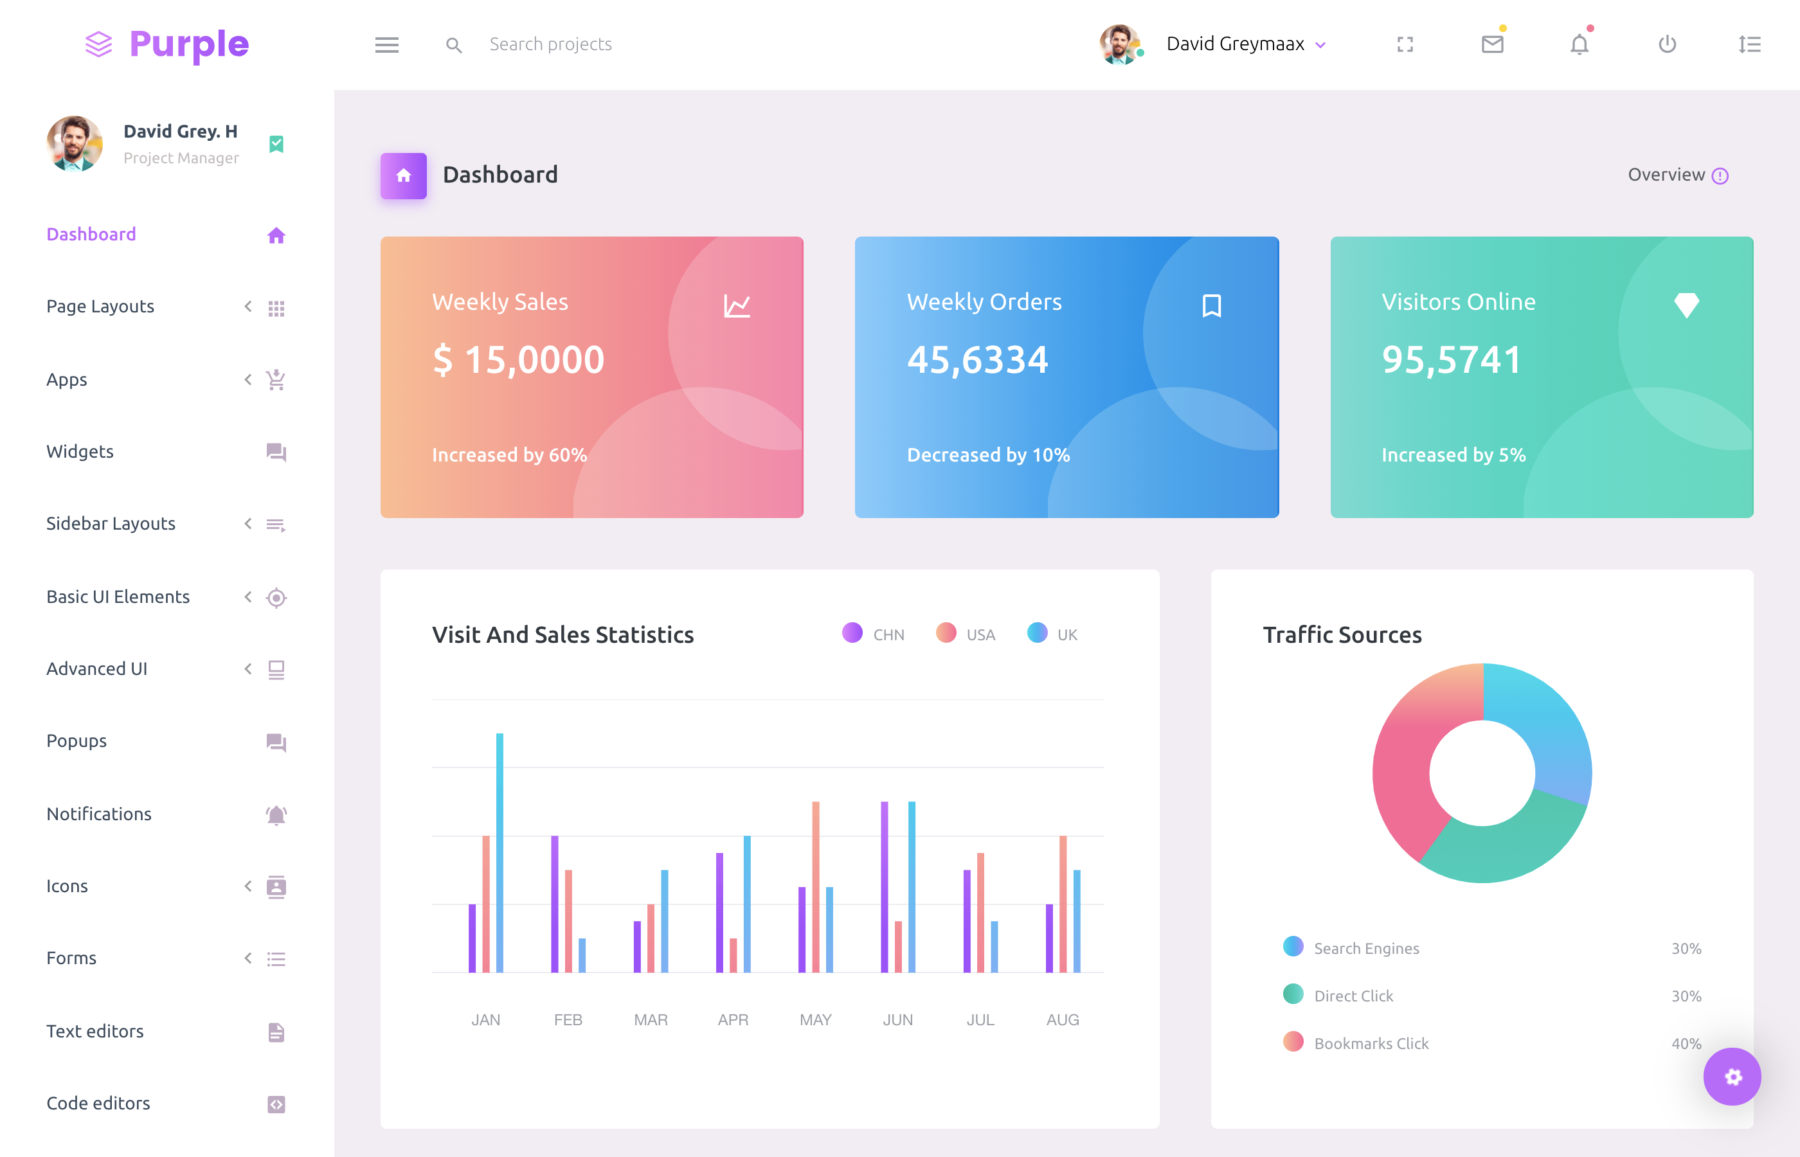 Purple
Search projects
David Greymaax
David Grey. H
Project Manager
Dashboard
Page Layouts
Apps
Widgets
Sidebar Layouts
Basic UI Elements
Advanced UI
Popups
Notifications
Icons
Forms
Text editors
Code editors
Dashboard
Overview
Weekly Sales
$ 15,0000
Increased by 60%
Weekly Orders
45,6334
Decreased by 10%
Visitors Online
95,5741
Increased by 5%
Visit And Sales Statistics
CHN USA UK
JAN FEB MAR APR MAY JUN JUL AUG
Traffic Sources
Search Engines 30%
Direct Click 30%
Bookmarks Click 40%